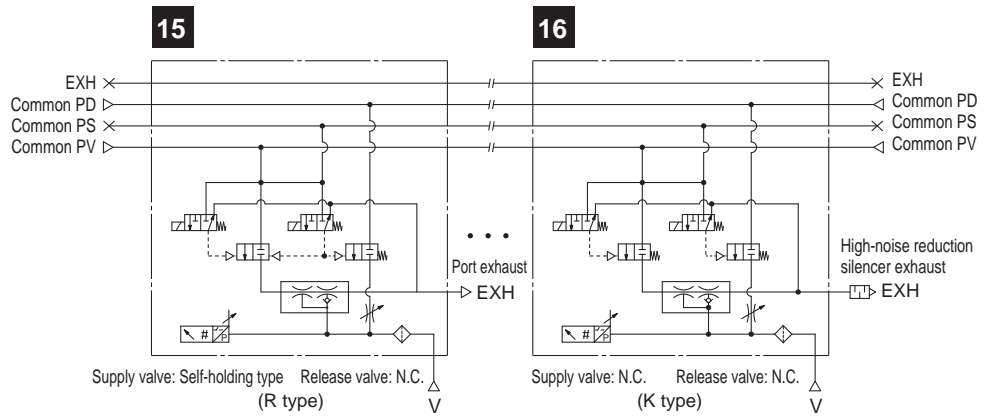 15
16
EXH
Common PD
Common PS
Common PV
EXH
Common PD
Common PS
Common PV
Port exhaust
EXH
High-noise reduction
silencer exhaust
EXH
# P
# P
Supply valve: Self-holding type Release valve: N.C.
(R type)
V
Supply valve: N.C. Release valve: N.C.
(K type)
V